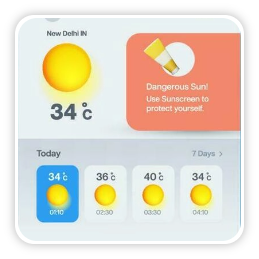 New Delhi IN
34°c
Dangerous Sun!
Use Sunscreen to
protect yourself.
Today
7 Days >
34°c 36°c 40°c 34°c
01:10 02:30 03:30 04:10